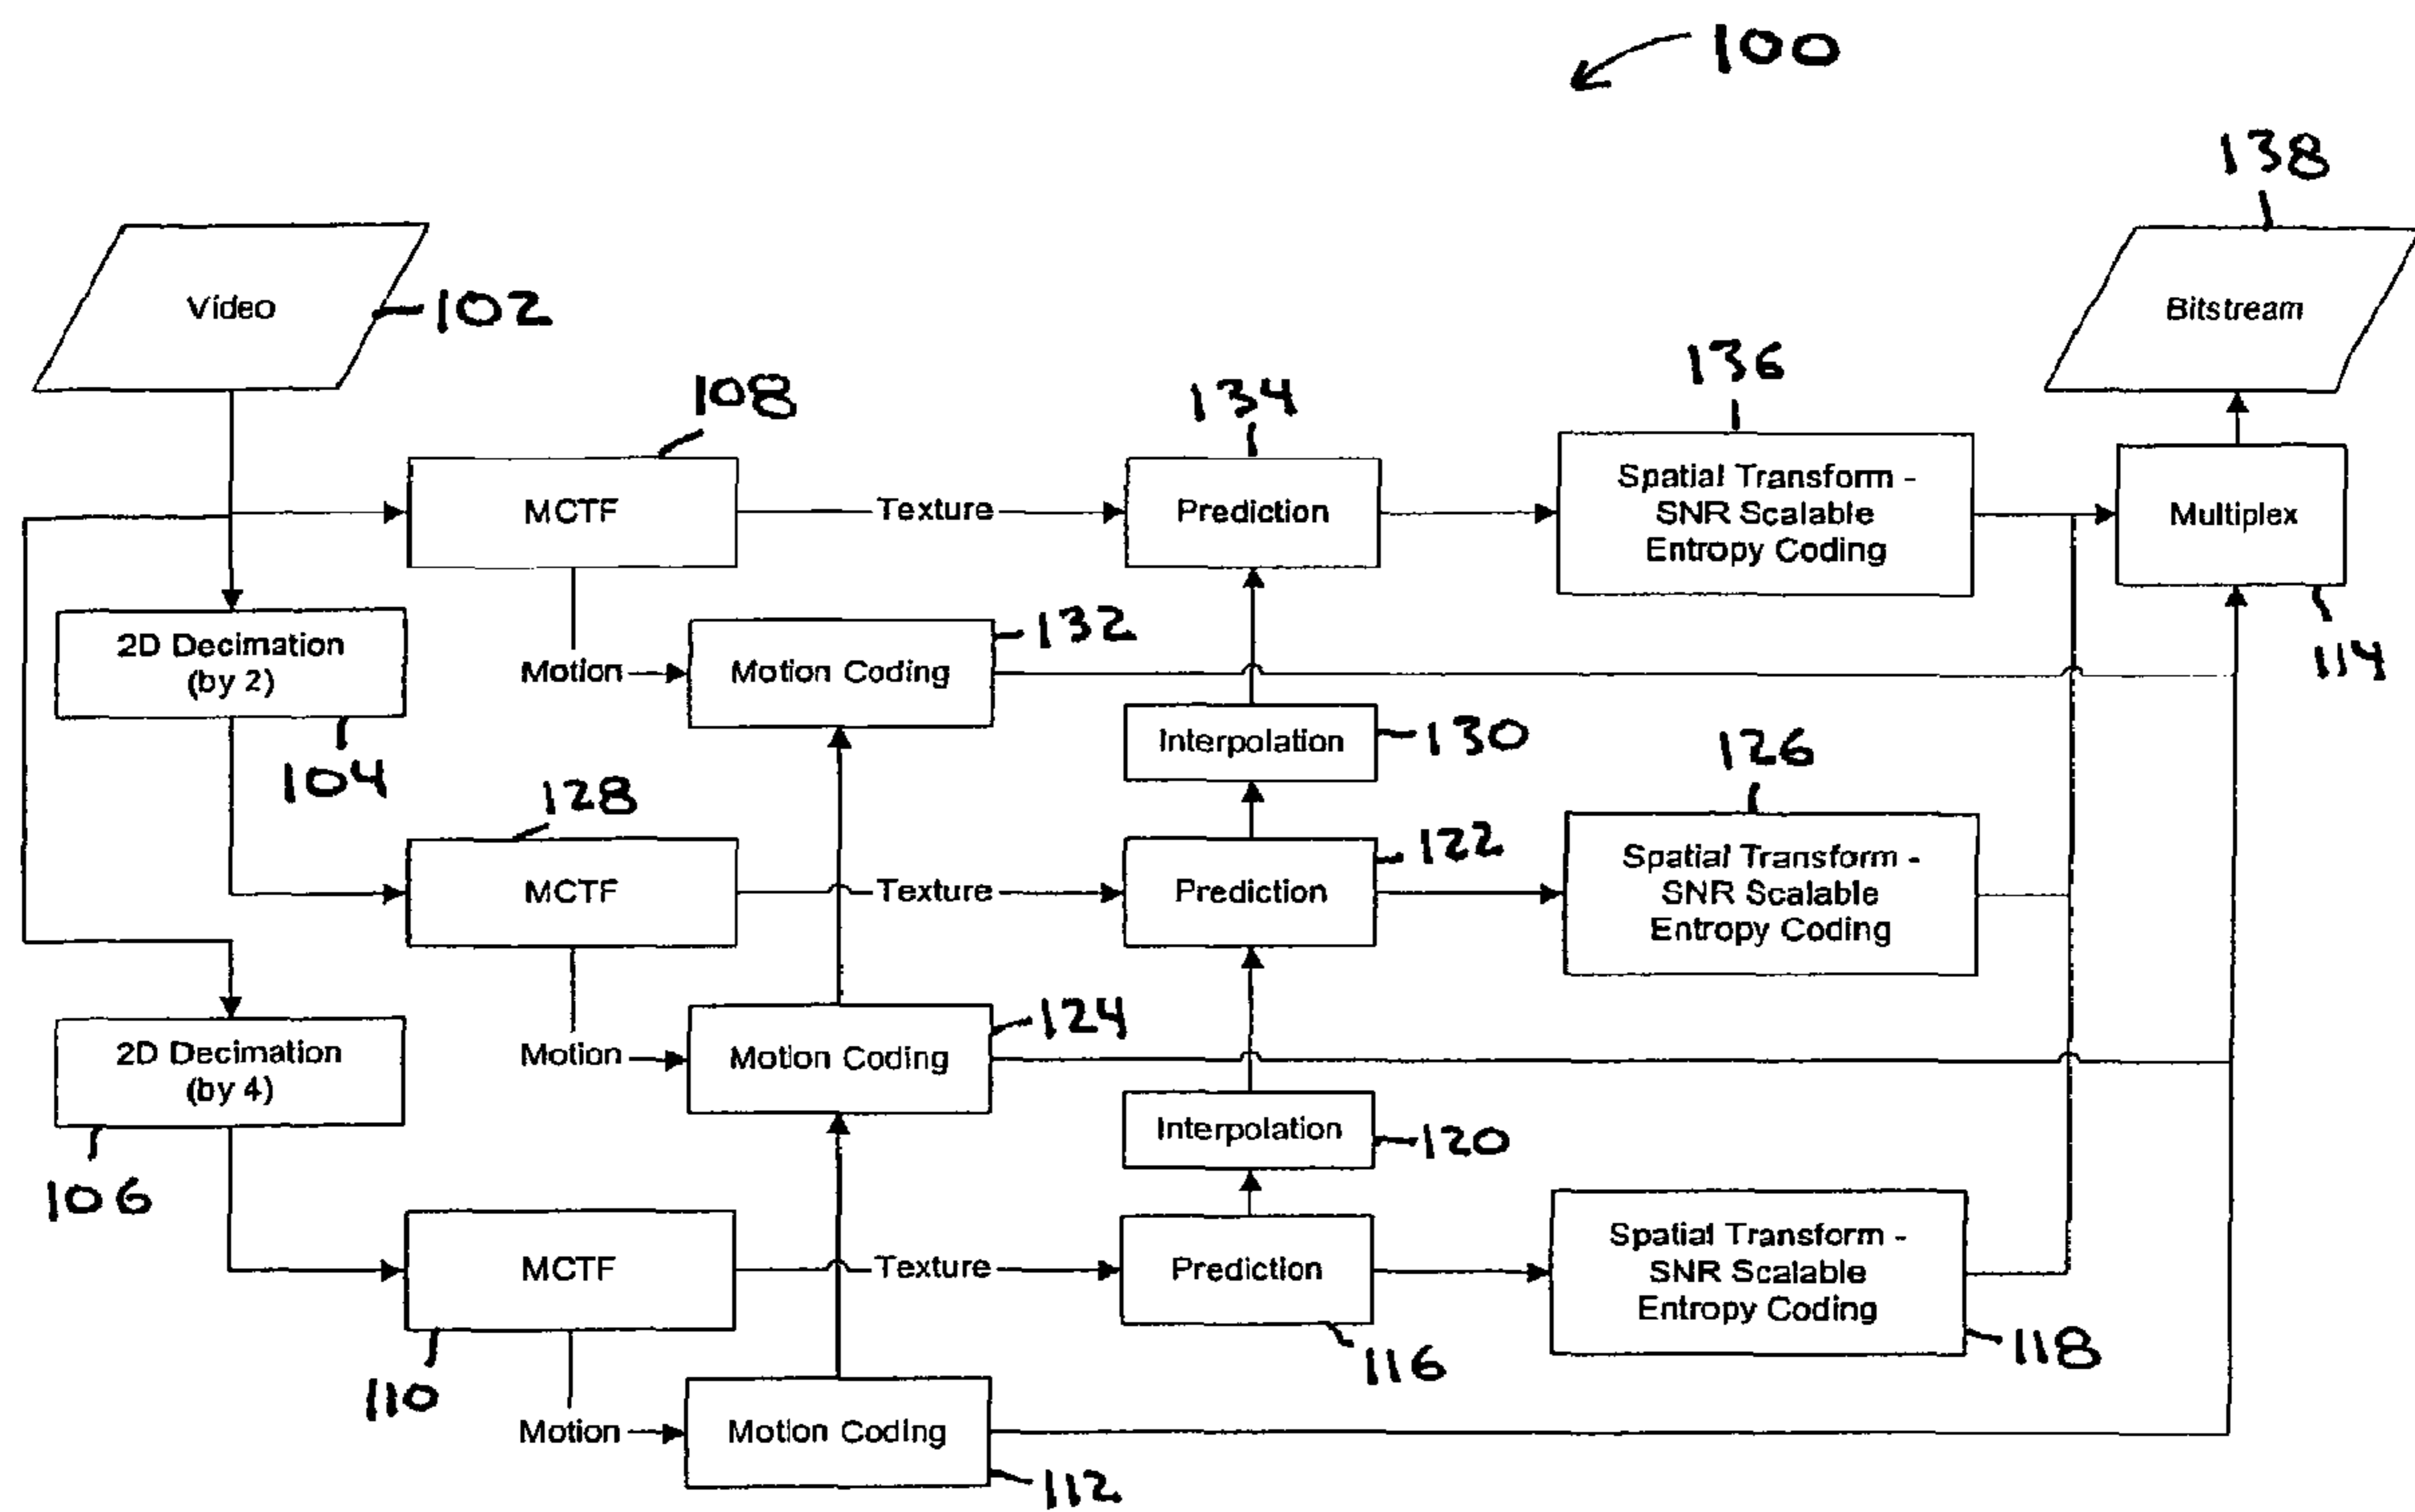 100
138
Video
102
Bitstream
108
134
136
MCTF
Texture
Prediction
Spatial Transform -
SNR Scalable
Entropy Coding
Multiplex
114
2D Decimation
(by 2)
104
Motion
Motion Coding
132
Interpolation
130
128
126
MCTF
Texture
Prediction
122
Spatial Transform -
SNR Scalable
Entropy Coding
2D Decimation
(by 4)
106
Motion
Motion Coding
124
Interpolation
120
MCTF
110
Texture
Prediction
116
Spatial Transform -
SNR Scalable
Entropy Coding
118
Motion
Motion Coding
112